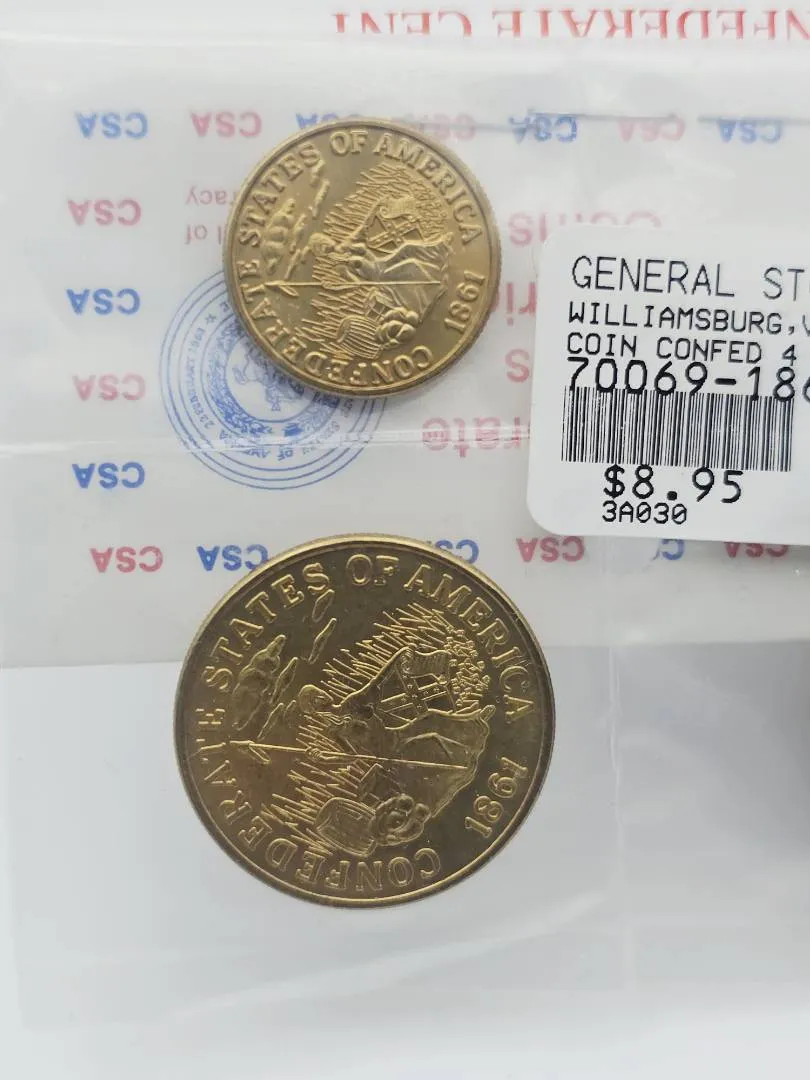 NFEDERATE CENT
CSA CSA CSA CSA CSA CSA CSA
CONFEDERATE STATES OF AMERICA
1861
CSA
Coins
CSA
CSA
CSA
CSA CSA CSA CSA
GENERAL ST
WILLIAMSBURG, V
COIN CONFED 4
70069-186
$8.95
3A030
CONFEDERATE STATES OF AMERICA
1861